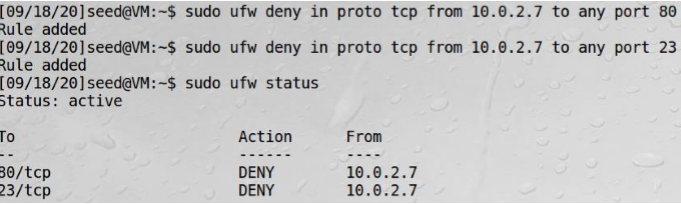 [09/18/20]seed@VM:~$ sudo ufw deny in proto tcp from 10.0.2.7 to any port 80
Rule added
[09/18/20]seed@VM:~$ sudo ufw deny in proto tcp from 10.0.2.7 to any port 23
Rule added
[09/18/20]seed@VM:~$ sudo ufw status
Status: active
To Action From
-- ------ ----
80/tcp DENY 10.0.2.7
23/tcp DENY 10.0.2.7